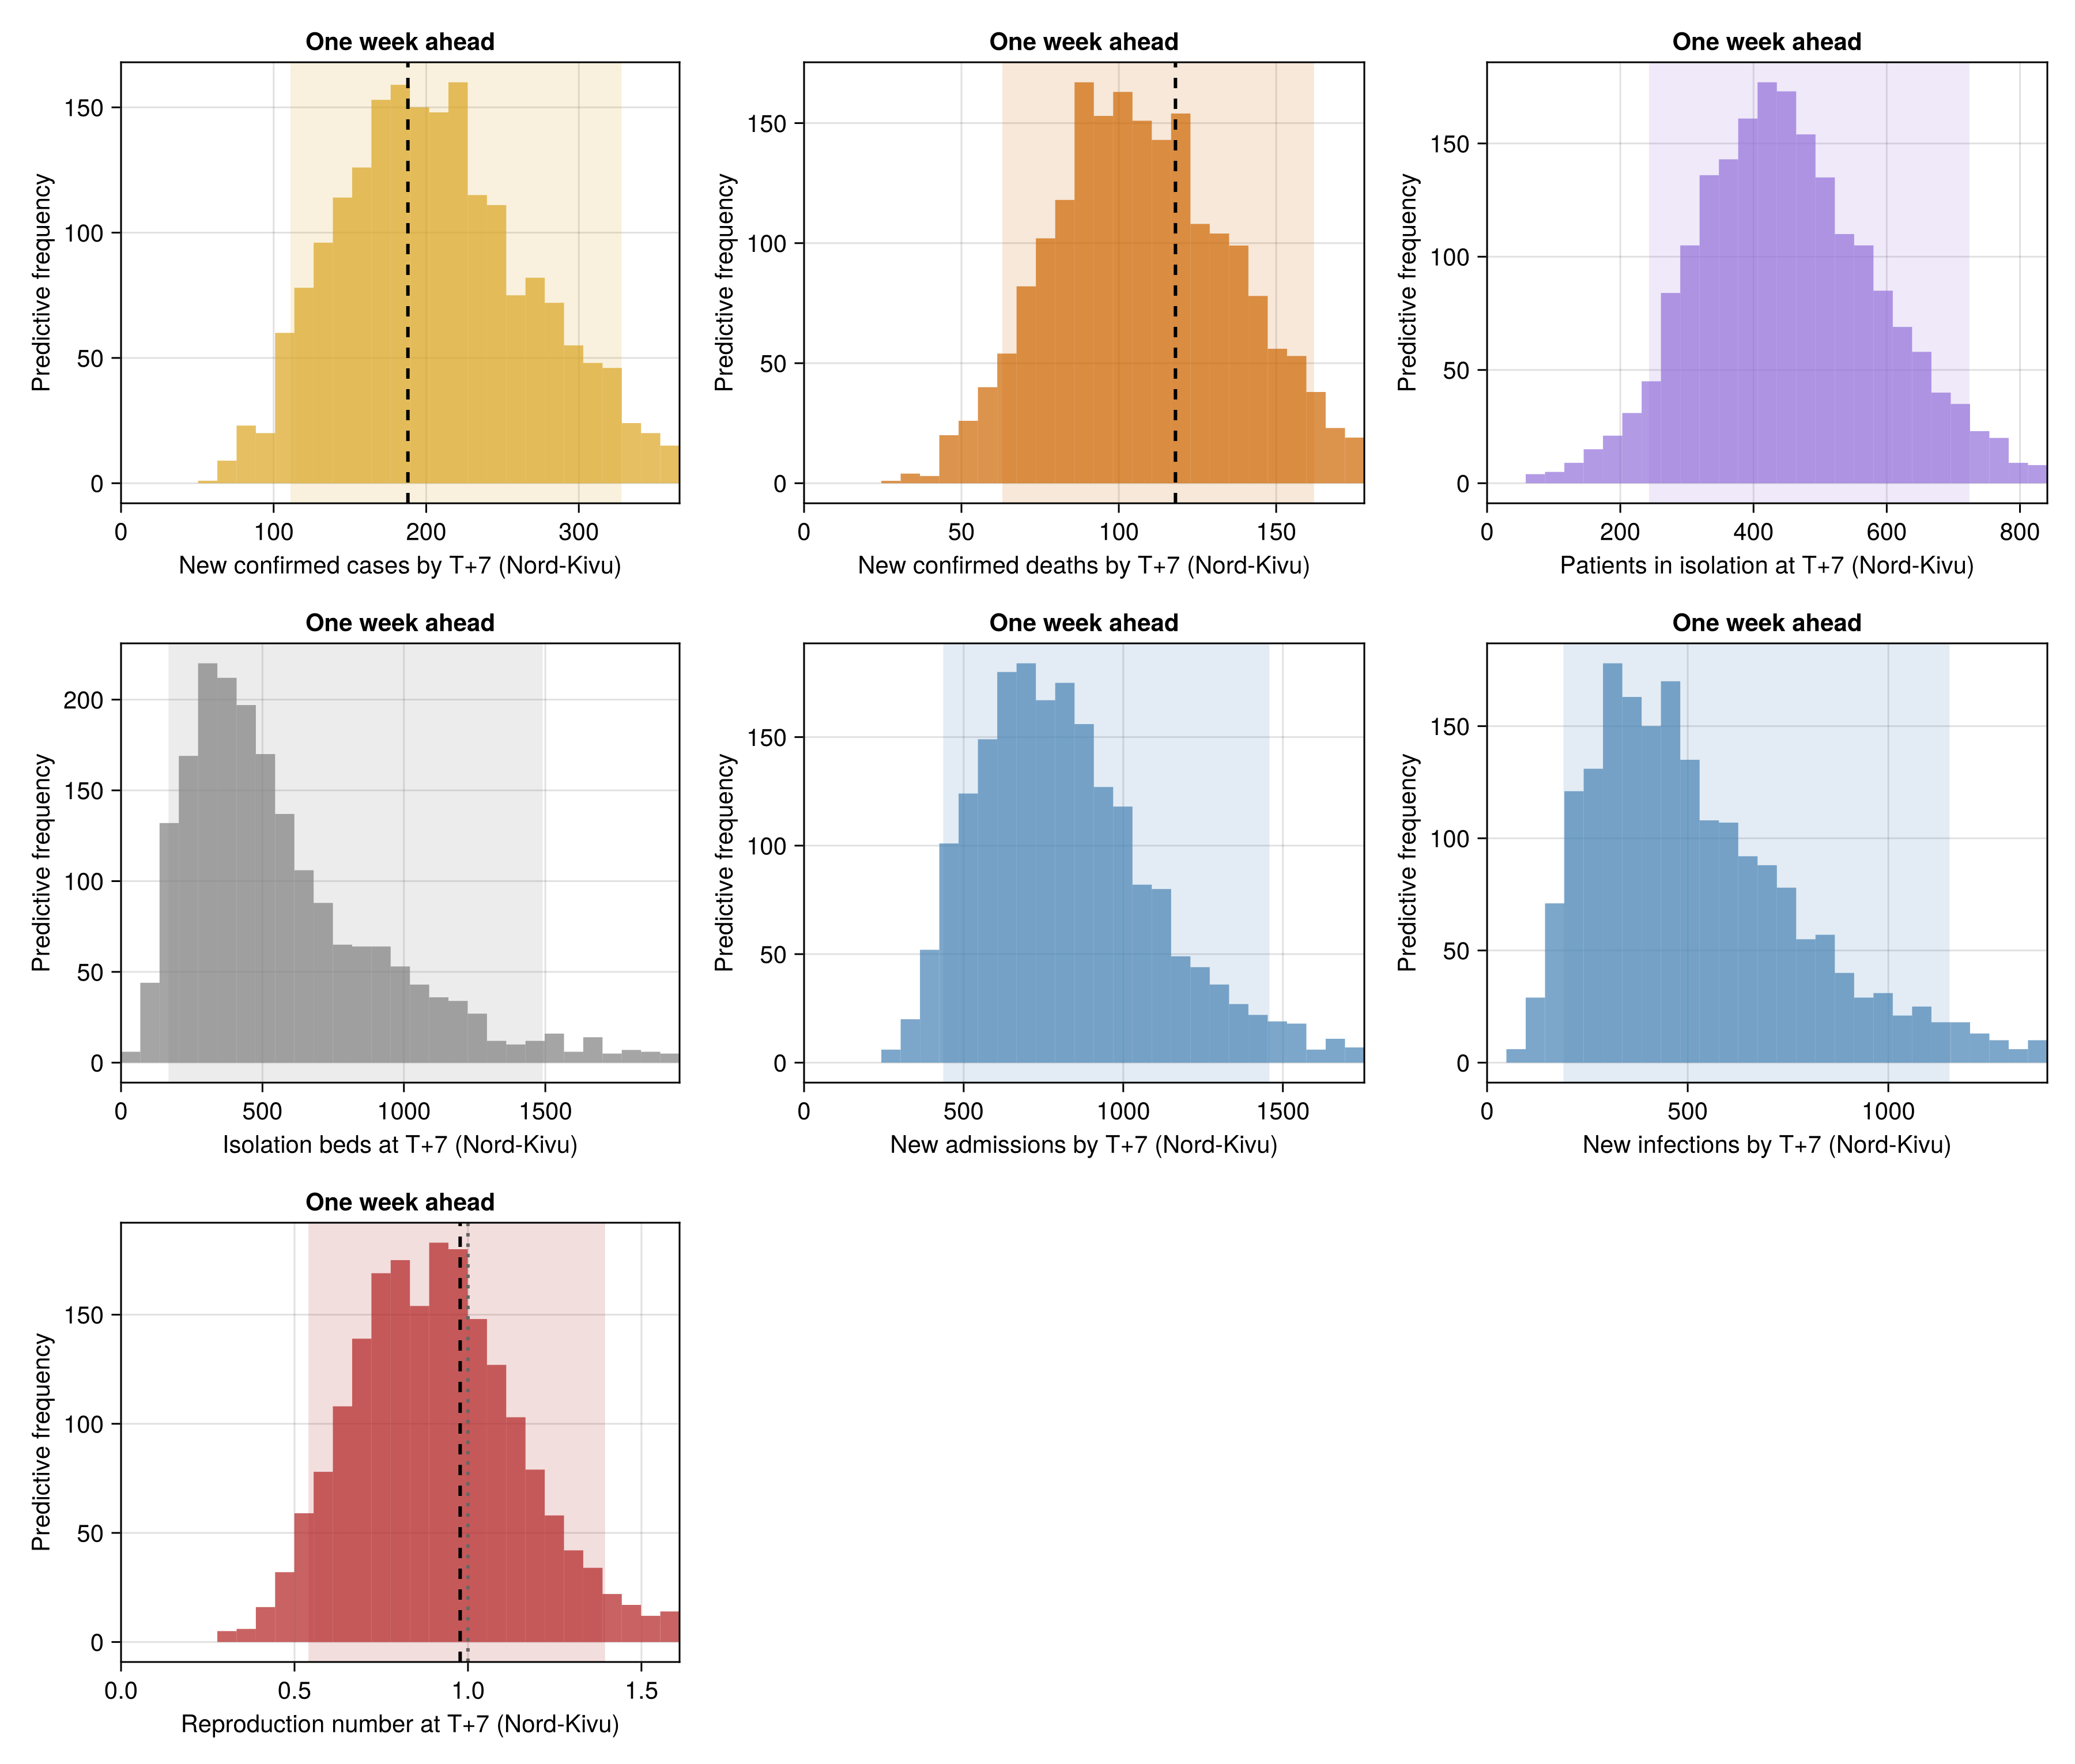 One week ahead
Predictive frequency
150
100
50
0
0 100 200 300
New confirmed cases by T+7 (Nord-Kivu)
One week ahead
Predictive frequency
150
100
50
0
0 50 100 150
New confirmed deaths by T+7 (Nord-Kivu)
One week ahead
Predictive frequency
150
100
50
0
0 200 400 600 800
Patients in isolation at T+7 (Nord-Kivu)
One week ahead
Predictive frequency
200
150
100
50
0
0 500 1000 1500
Isolation beds at T+7 (Nord-Kivu)
One week ahead
Predictive frequency
150
100
50
0
0 500 1000 1500
New admissions by T+7 (Nord-Kivu)
One week ahead
Predictive frequency
150
100
50
0
0 500 1000
New infections by T+7 (Nord-Kivu)
One week ahead
Predictive frequency
150
100
50
0
0.0 0.5 1.0 1.5
Reproduction number at T+7 (Nord-Kivu)